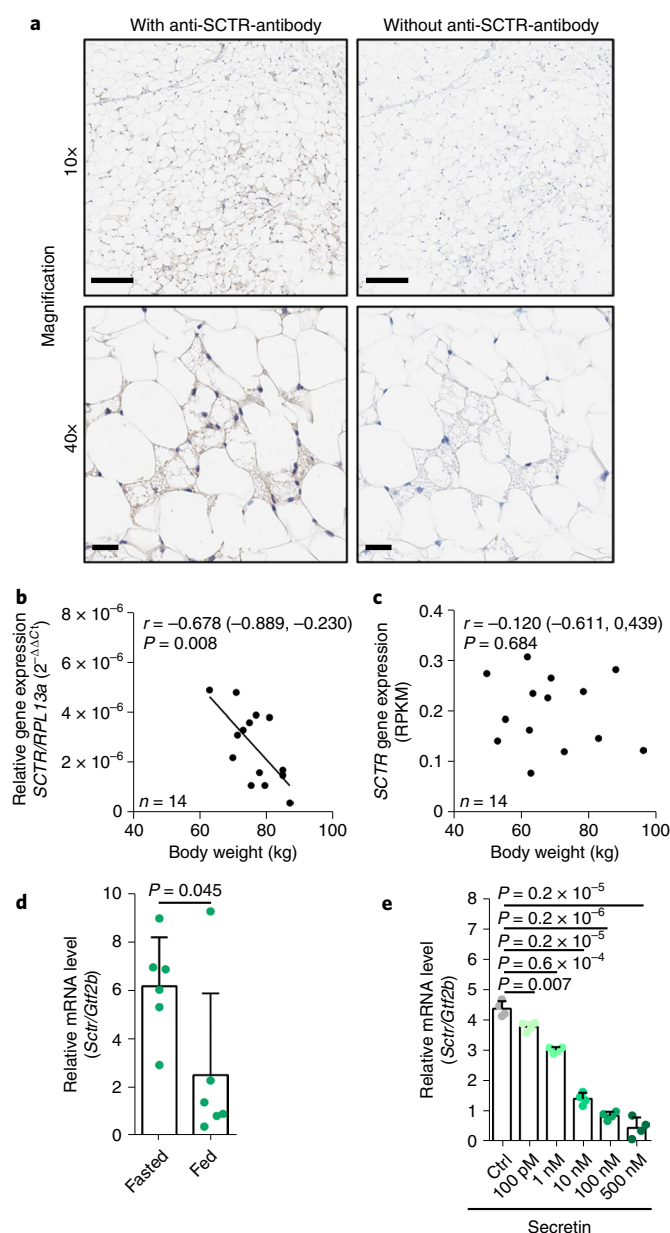 a
With anti-SCTR-antibody
Without anti-SCTR-antibody
Magnification
10×
40×
b
Relative gene expression
SCTR/RPL13a (2^−ΔΔCt)
8 × 10⁻⁶
6 × 10⁻⁶
4 × 10⁻⁶
2 × 10⁻⁶
0
r = −0.678 (−0.889, −0.230)
P = 0.008
n = 14
40 60 80 100
Body weight (kg)
c
SCTR gene expression
(RPKM)
0.4
0.3
0.2
0.1
0
r = −0.120 (−0.611, 0,439)
P = 0.684
n = 14
40 60 80 100
Body weight (kg)
d
Relative mRNA level
(Sctr/Gtf2b)
10
8
6
4
2
0
P = 0.045
Fasted
Fed
e
Relative mRNA level
(Sctr/Gtf2b)
8
7
6
5
4
3
2
1
0
P = 0.2 × 10⁻⁵
P = 0.2 × 10⁻⁶
P = 0.2 × 10⁻⁵
P = 0.6 × 10⁻⁴
P = 0.007
Ctrl
100 pM
1 nM
10 nM
100 nM
500 nM
Secretin